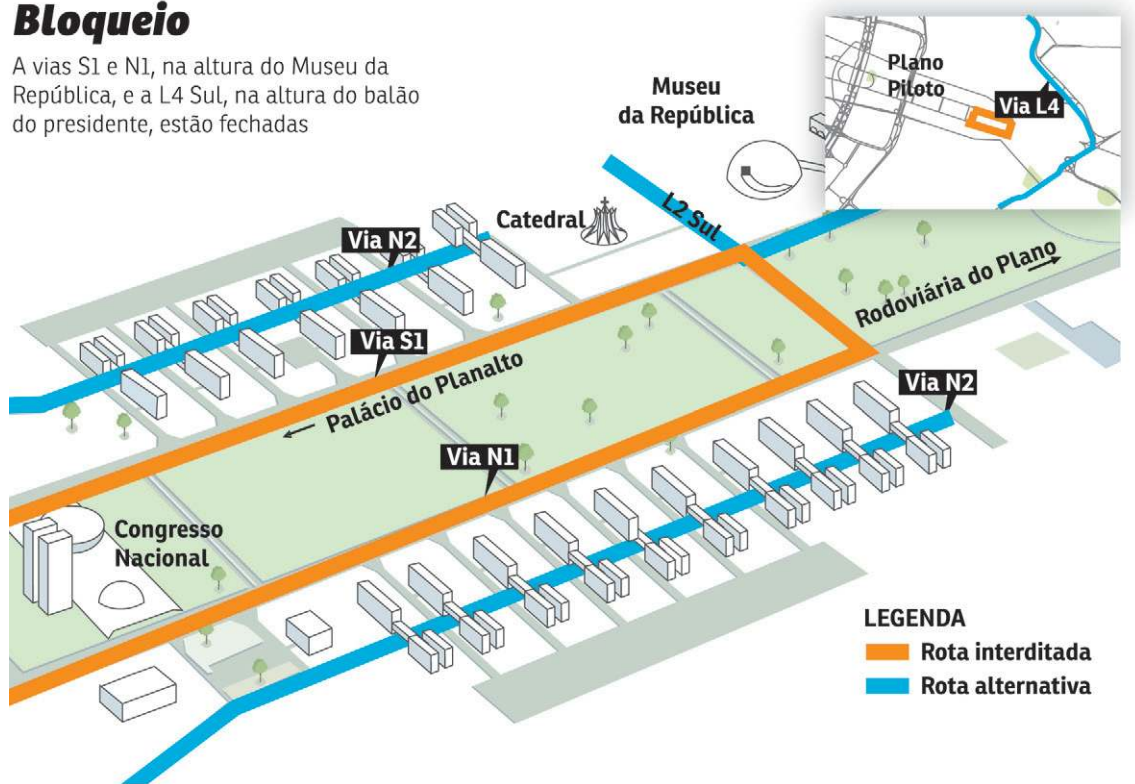 Bloqueio
A vias S1 e N1, na altura do Museu da
República, e a L4 Sul, na altura do balão
do presidente, estão fechadas
Plano
Piloto
Via L4
Museu
da República
L2 Sul
Catedral
Via N2
Rodoviária do Plano
Via S1
Palácio do Planalto
Via N2
Via N1
Congresso
Nacional
LEGENDA
Rota interditada
Rota alternativa